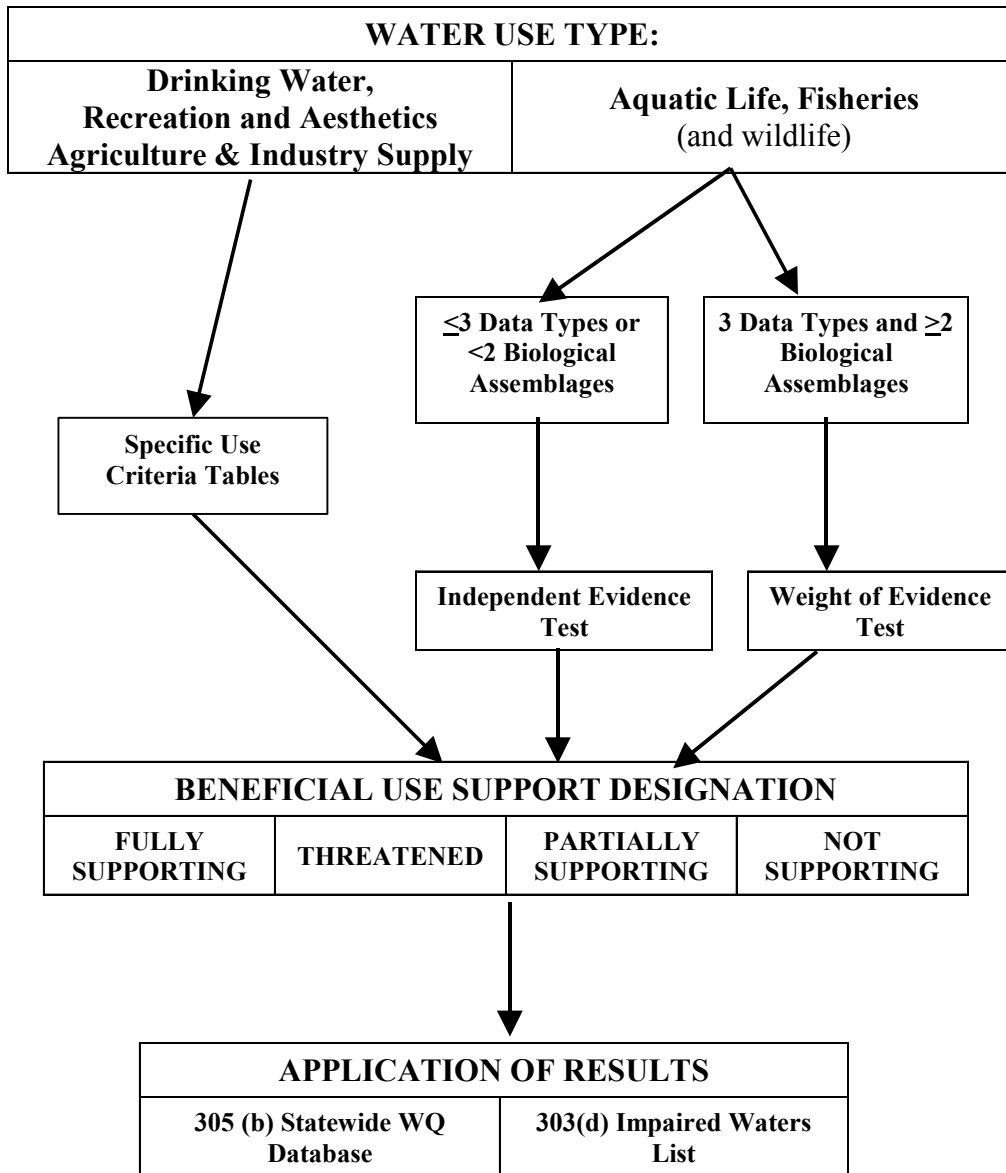 WATER USE TYPE:
Drinking Water,
Recreation and Aesthetics
Agriculture & Industry Supply
Aquatic Life, Fisheries
(and wildlife)
≤3 Data Types or
<2 Biological
Assemblages
3 Data Types and ≥2
Biological
Assemblages
Specific Use
Criteria Tables
Independent Evidence
Test
Weight of Evidence
Test
BENEFICIAL USE SUPPORT DESIGNATION
FULLY
SUPPORTING
THREATENED
PARTIALLY
SUPPORTING
NOT
SUPPORTING
APPLICATION OF RESULTS
305 (b) Statewide WQ
Database
303(d) Impaired Waters
List